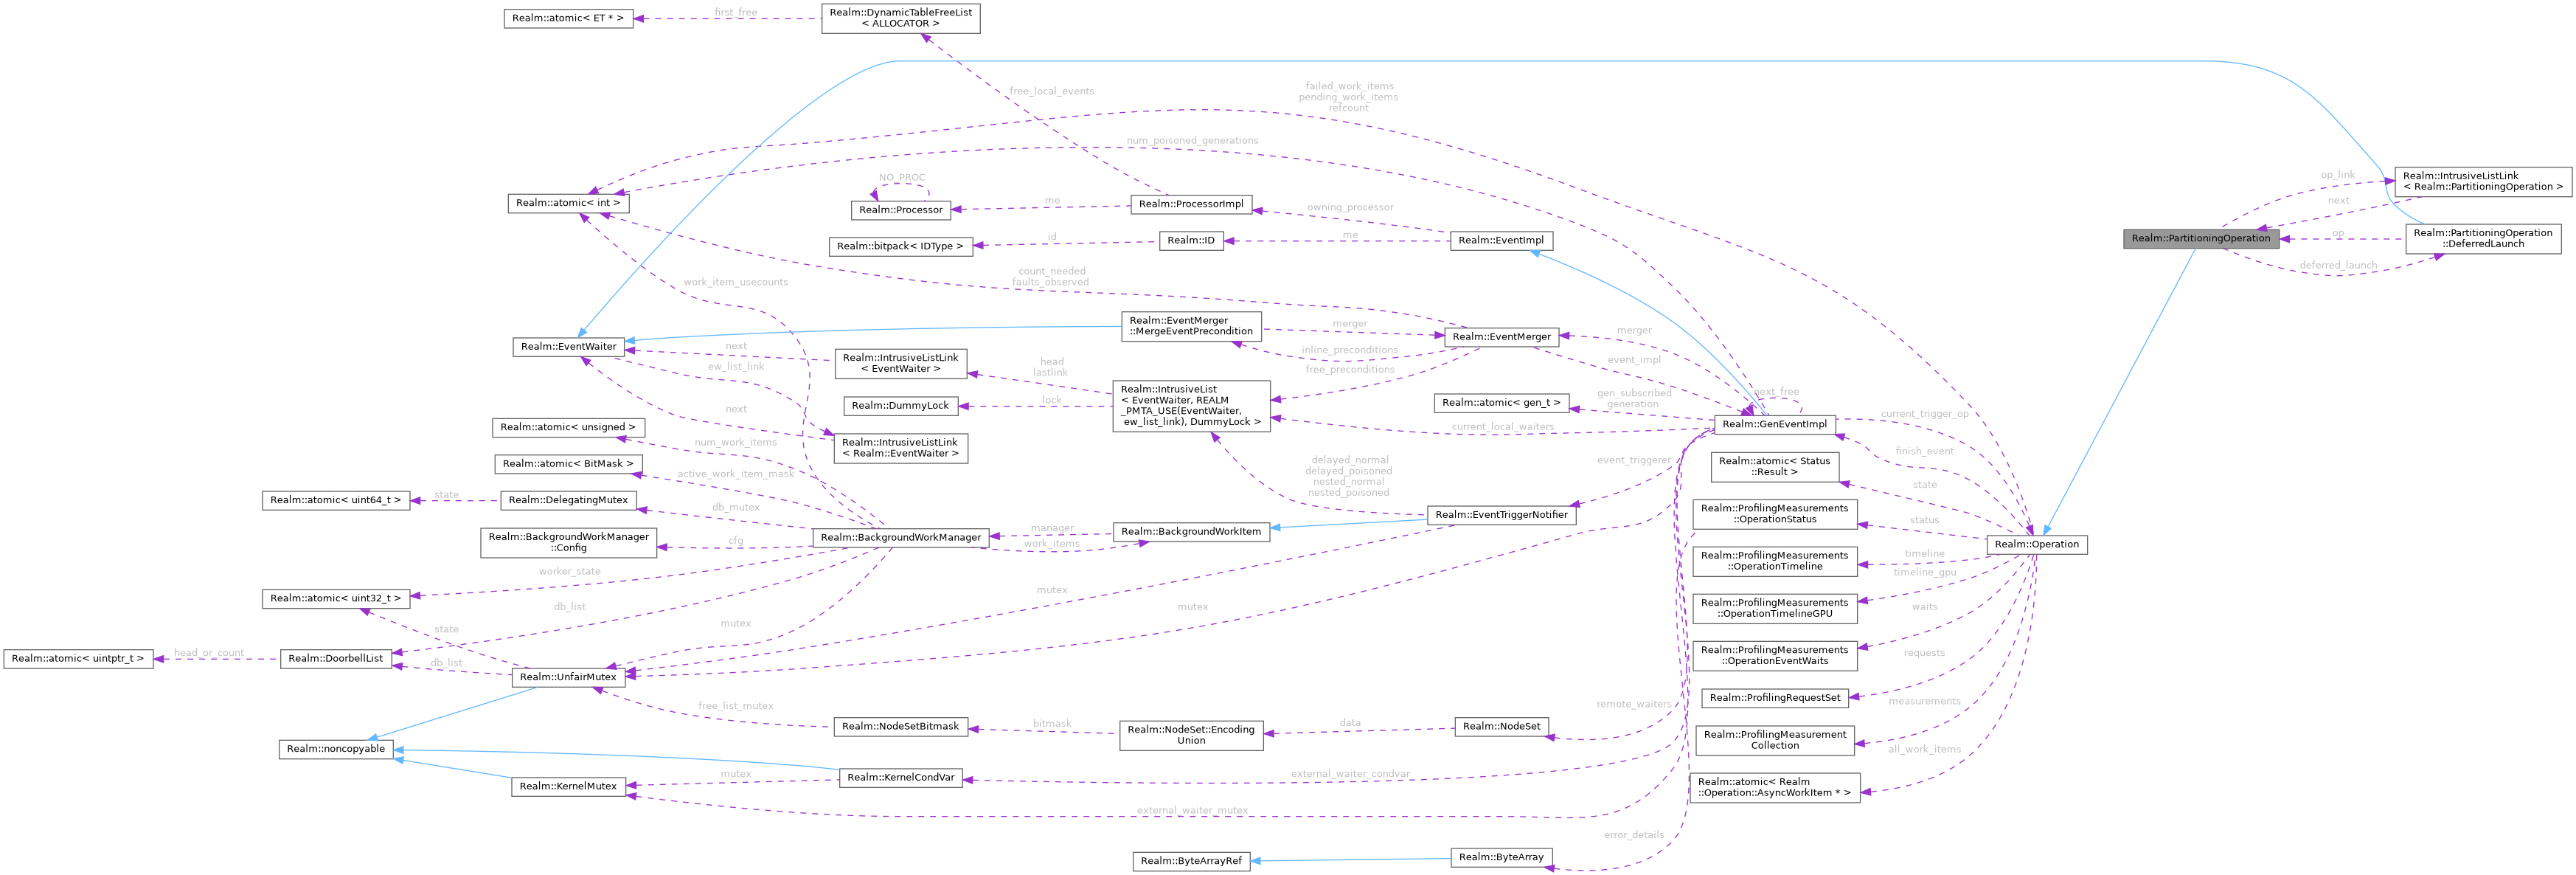 Realm::DynamicTableFreeList
< ALLOCATOR >
first_free
Realm::atomic< ET * >
free_local_events
failed_work_items
pending_work_items
refcount
num_poisoned_generations
NO_PROC
Realm::IntrusiveListLink
< Realm::PartitioningOperation >
op_link
next
Realm::atomic< int >
Realm::Processor
me
Realm::ProcessorImpl
owning_processor
Realm::bitpack< IDType >
id
Realm::ID
me
Realm::EventImpl
Realm::PartitioningOperation
op
Realm::PartitioningOperation
::DeferredLaunch
deferred_launch
work_item_usecounts
count_needed
faults_observed
Realm::EventMerger
::MergeEventPrecondition
merger
Realm::EventMerger
merger
Realm::EventWaiter
next
ew_list_link
next
Realm::IntrusiveListLink
< EventWaiter >
inline_preconditions
free_preconditions
event_impl
head
lastlink
Realm::IntrusiveList
< EventWaiter, REALM
_PMTA_USE(EventWaiter,
ew_list_link), DummyLock >
next_free
Realm::DummyLock
lock
Realm::atomic< gen_t >
gen_subscribed
generation
Realm::GenEventImpl
current_trigger_op
current_local_waiters
Realm::atomic< unsigned >
Realm::IntrusiveListLink
< Realm::EventWaiter >
num_work_items
finish_event
Realm::atomic< BitMask >
active_work_item_mask
delayed_normal
delayed_poisoned
nested_normal
nested_poisoned
event_triggerer
Realm::atomic< Status
::Result >
state
Realm::atomic< uint64_t >
state
Realm::DelegatingMutex
db_mutex
Realm::EventTriggerNotifier
Realm::ProfilingMeasurements
::OperationStatus
status
Realm::BackgroundWorkManager
::Config
cfg
Realm::BackgroundWorkManager
manager
work_items
Realm::BackgroundWorkItem
Realm::Operation
Realm::ProfilingMeasurements
::OperationTimeline
timeline
worker_state
timeline_gpu
Realm::atomic< uint32_t >
db_list
mutex
mutex
Realm::ProfilingMeasurements
::OperationTimelineGPU
waits
state
mutex
Realm::atomic< uintptr_t >
head_or_count
Realm::DoorbellList
db_list
Realm::UnfairMutex
Realm::ProfilingMeasurements
::OperationEventWaits
requests
free_list_mutex
Realm::NodeSetBitmask
bitmask
Realm::NodeSet::Encoding
Union
data
Realm::NodeSet
remote_waiters
Realm::ProfilingRequestSet
measurements
Realm::noncopyable
Realm::ProfilingMeasurement
Collection
all_work_items
Realm::KernelMutex
mutex
Realm::KernelCondVar
external_waiter_condvar
Realm::atomic< Realm
::Operation::AsyncWorkItem * >
external_waiter_mutex
error_details
Realm::ByteArrayRef
Realm::ByteArray